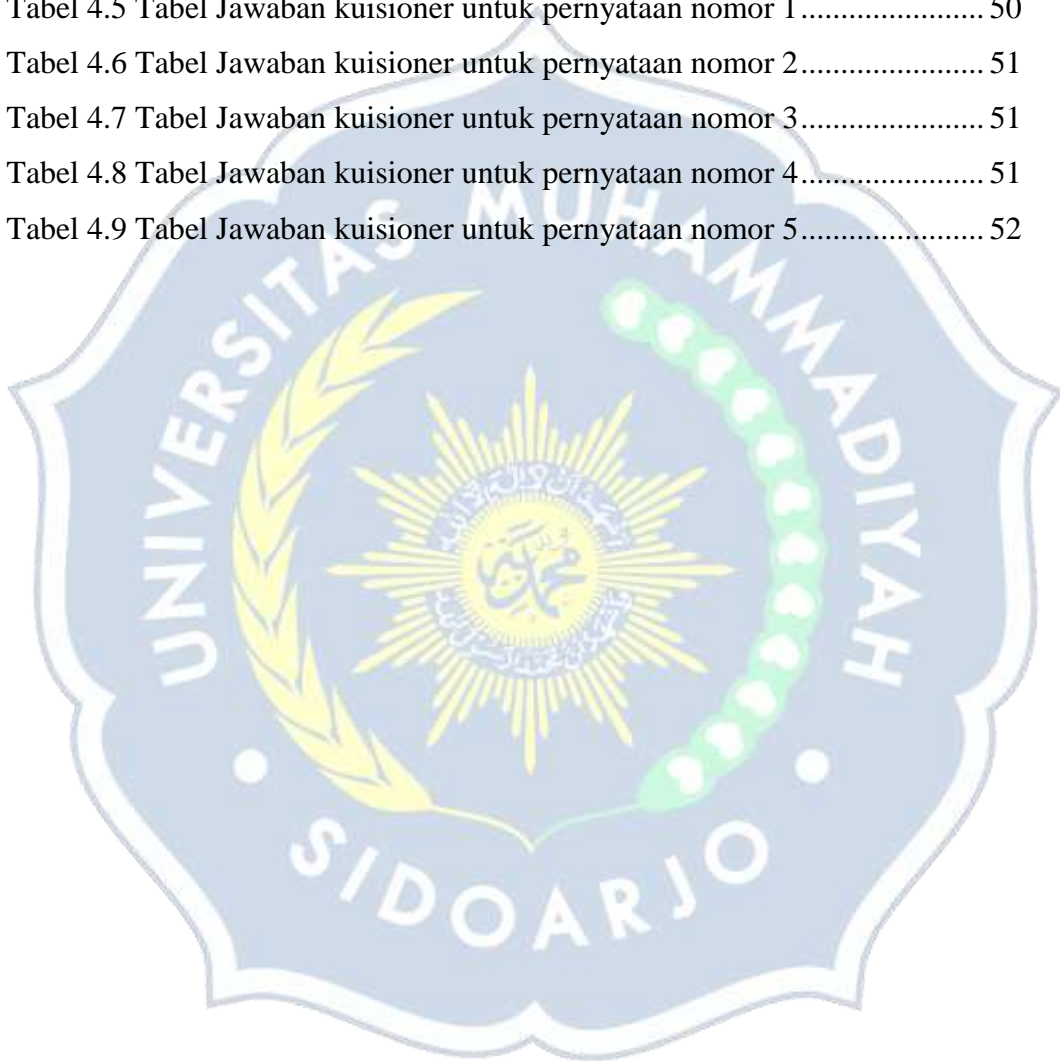 Tabel 4.5 Tabel Jawaban kuisioner untuk pernyataan nomor 1...................... 50
Tabel 4.6 Tabel Jawaban kuisioner untuk pernyataan nomor 2...................... 51
Tabel 4.7 Tabel Jawaban kuisioner untuk pernyataan nomor 3...................... 51
Tabel 4.8 Tabel Jawaban kuisioner untuk pernyataan nomor 4...................... 51
Tabel 4.9 Tabel Jawaban kuisioner untuk pernyataan nomor 5...................... 52
UNIVERSITAS MUHAMMADIYAH
محمد
SIDOARJO